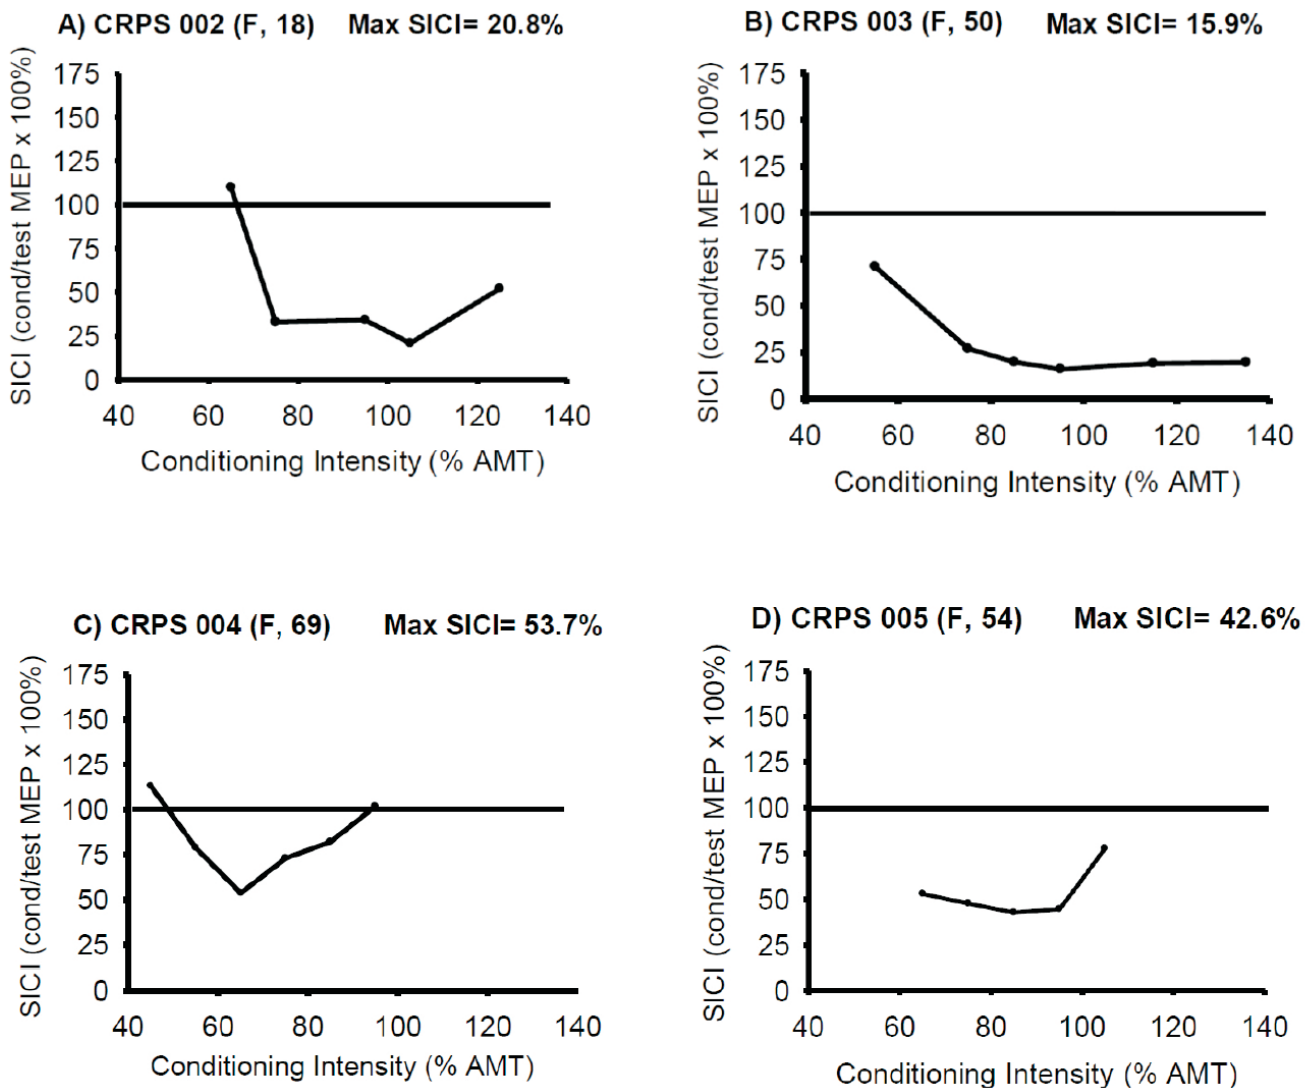 A) CRPS 002 (F, 18) Max SICI= 20.8%
SICI (cond/test MEP x 100%)
175
150
125
100
75
50
25
0
40 60 80 100 120 140
Conditioning Intensity (% AMT)
B) CRPS 003 (F, 50) Max SICI= 15.9%
SICI (cond/test MEP x 100%)
175
150
125
100
75
50
25
0
40 60 80 100 120 140
Conditioning Intensity (% AMT)
C) CRPS 004 (F, 69) Max SICI= 53.7%
SICI (cond/test MEP x 100%)
175
150
125
100
75
50
25
0
40 60 80 100 120 140
Conditioning Intensity (% AMT)
D) CRPS 005 (F, 54) Max SICI= 42.6%
SICI (cond/test MEP x 100%)
175
150
125
100
75
50
25
0
40 60 80 100 120 140
Conditioning Intensity (% AMT)